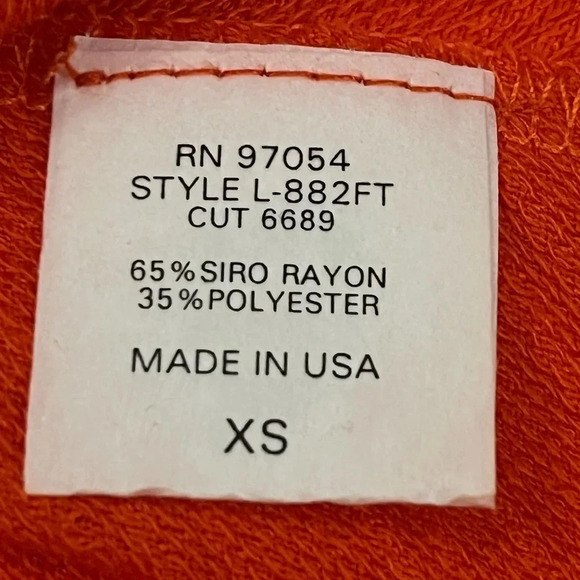 RN 97054
STYLE L-882FT
CUT 6689
65%SIRO RAYON
35%POLYESTER
MADE IN USA
XS